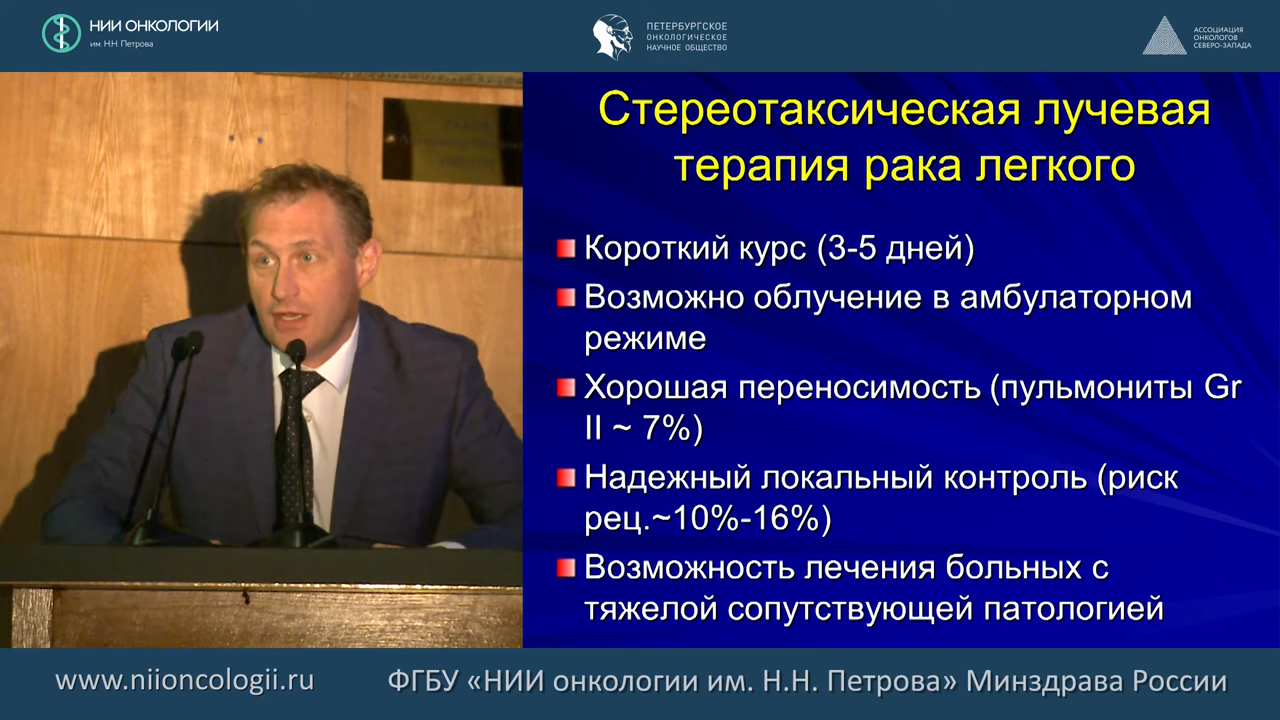 НИИ ОНКОЛОГИИ
им. Н.Н. Петрова
ПЕТЕРБУРГСКОЕ
ОНКОЛОГИЧЕСКОЕ
НАУЧНОЕ ОБЩЕСТВО
АССОЦИАЦИЯ
ОНКОЛОГОВ
СЕВЕРО-ЗАПАДА
Стереотаксическая лучевая
терапия рака легкого
Короткий курс (3-5 дней)
Возможно облучение в амбулаторном
режиме
Хорошая переносимость (пульмониты Gr
II ~ 7%)
Надежный локальный контроль (риск
рец.~10%-16%)
Возможность лечения больных с
тяжелой сопутствующей патологией
www.niioncologii.ru
ФГБУ «НИИ онкологии им. Н.Н. Петрова» Минздрава России